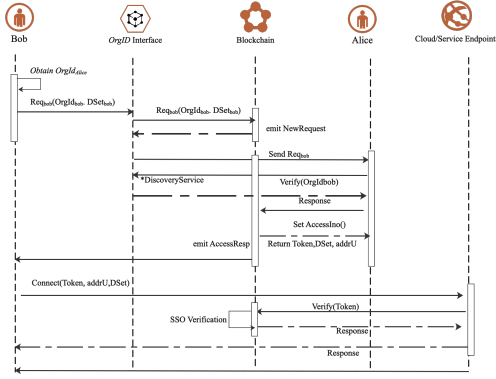 Bob
OrgID Interface
Blockchain
Alice
Cloud/Service Endpoint
Obtain OrgId_Alice
Req_bob(OrgId_bob. DSet_bob)
Req_bob(OrgId_bob. DSet_bob)
emit NewRequest
Send Req_bob
*DiscoveryService
Verify(OrgIdbob)
Response
Set AccessIno()
emit AccessResp
Return Token,DSet, addrU
Connect(Token, addrU,DSet)
Verify(Token)
SSO Verification
Response
Response